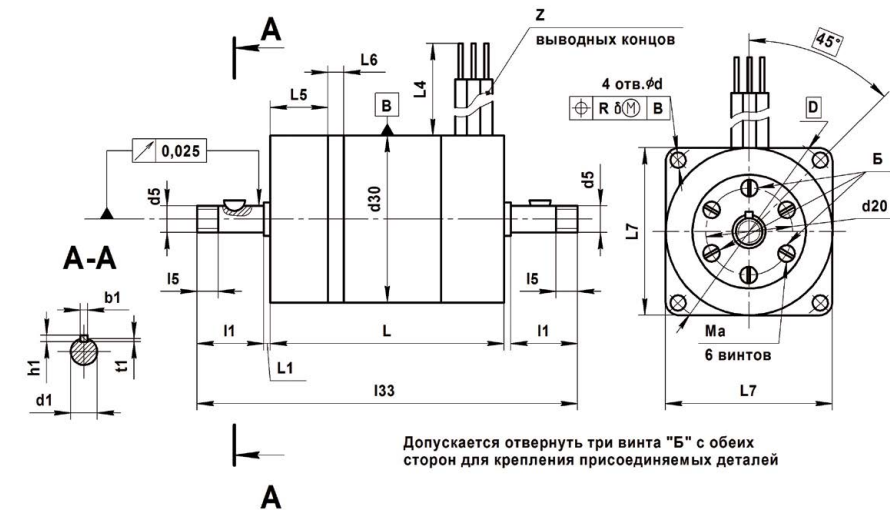 А
Z
выводных концов
L6
L4
L5
45°
4 отв.ϕd
R δ Ⓜ В
В
D
0,025
Б
d5
d30
d5
d20
L7
А-А
l5
l5
b1
l1
L
l1
Ма
6 винтов
h1
t1
L1
d1
l33
L7
Допускается отвернуть три винта "Б" с обеих
сторон для крепления присоединяемых деталей
А